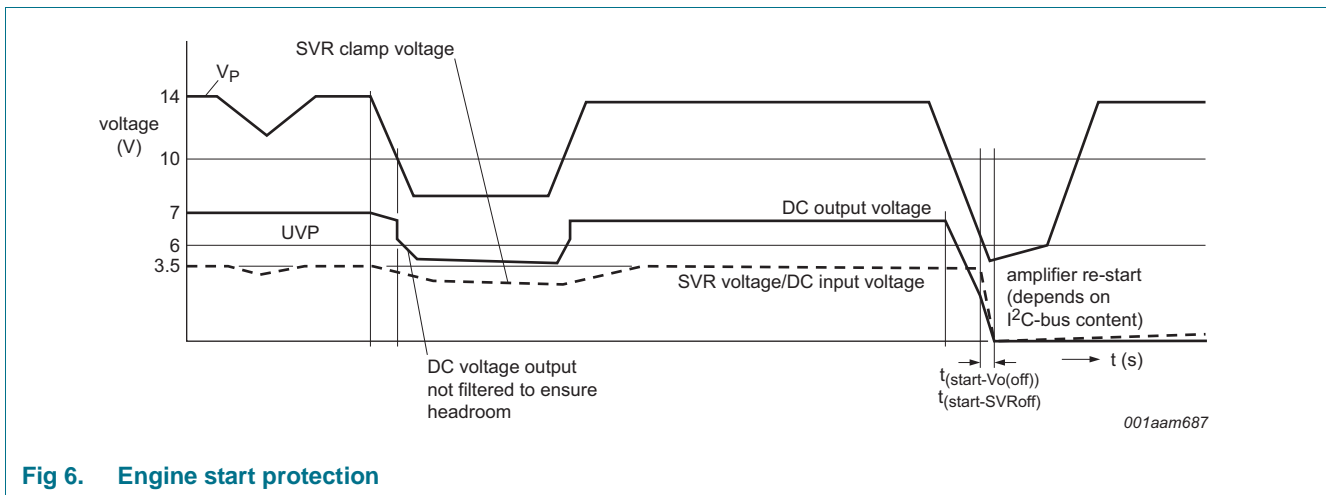 SVR clamp voltage
VP
14
voltage
(V)
10
7
DC output voltage
UVP
6
3.5
SVR voltage/DC input voltage
amplifier re-start
(depends on
I2C-bus content)
DC voltage output
not filtered to ensure
headroom
t (s)
t(start-Vo(off))
t(start-SVRoff)
001aam687
Fig 6. Engine start protection